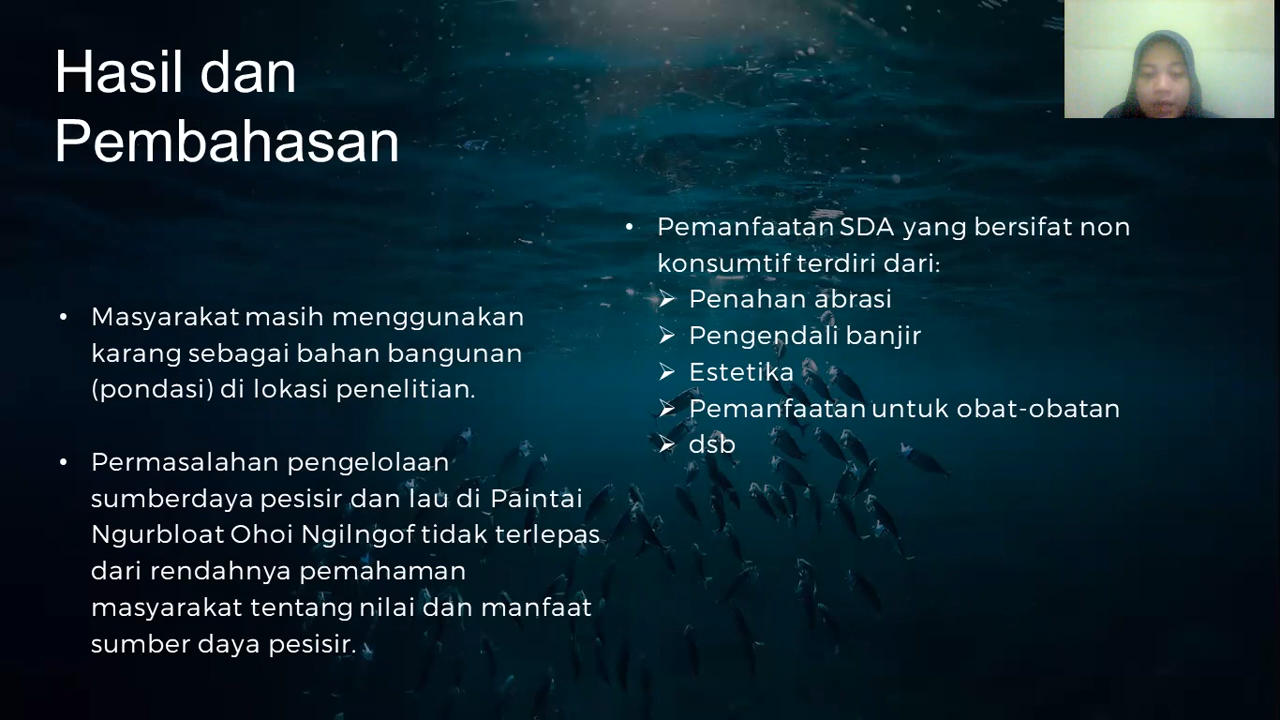 Hasil dan
Pembahasan
• Masyarakat masih menggunakan
karang sebagai bahan bangunan
(pondasi) di lokasi penelitian.
• Permasalahan pengelolaan
sumberdaya pesisir dan lau di Paintai
Ngurbloat Ohoi Ngilngof tidak terlepas
dari rendahnya pemahaman
masyarakat tentang nilai dan manfaat
sumber daya pesisir.
• Pemanfaatan SDA yang bersifat non
konsumtif terdiri dari:
➢ Penahan abrasi
➢ Pengendali banjir
➢ Estetika
➢ Pemanfaatan untuk obat-obatan
➢ dsb